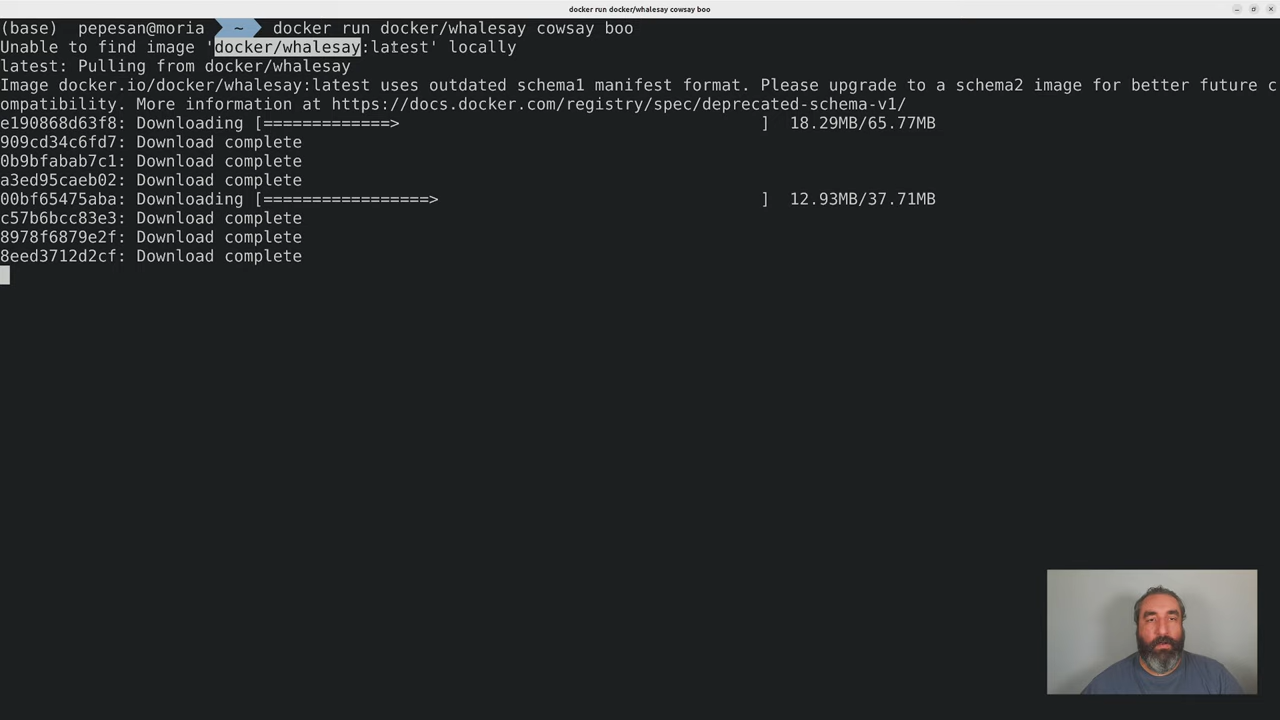 docker run docker/whalesay cowsay boo
(base) pepesan@moria ~ docker run docker/whalesay cowsay boo
Unable to find image 'docker/whalesay:latest' locally
latest: Pulling from docker/whalesay
Image docker.io/docker/whalesay:latest uses outdated schema1 manifest format. Please upgrade to a schema2 image for better future c
ompatibility. More information at https://docs.docker.com/registry/spec/deprecated-schema-v1/
e190868d63f8: Downloading [=============>                                     ]  18.29MB/65.77MB
909cd34c6fd7: Download complete
0b9bfabab7c1: Download complete
a3ed95caeb02: Download complete
00bf65475aba: Downloading [=================>                                 ]  12.93MB/37.71MB
c57b6bcc83e3: Download complete
8978f6879e2f: Download complete
8eed3712d2cf: Download complete